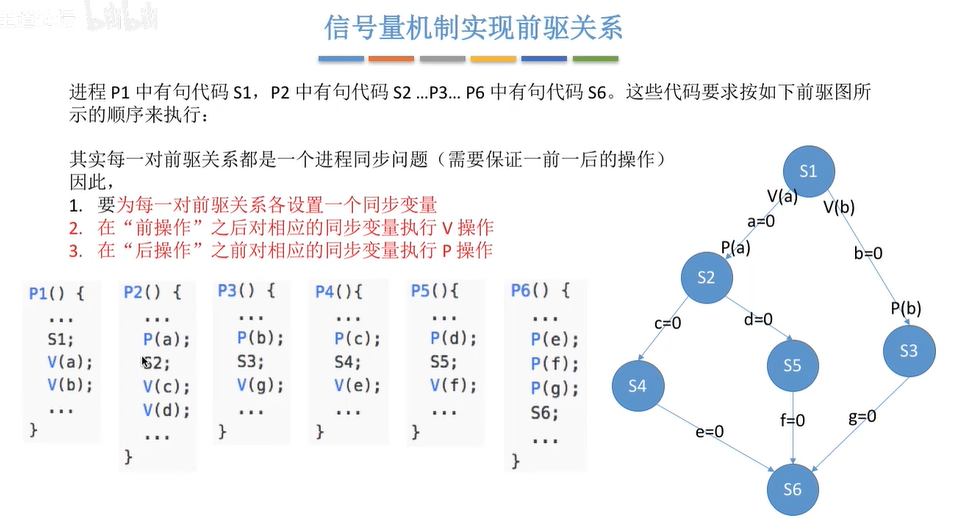 bilibili
信号量机制实现前驱关系
进程 P1 中有句代码 S1，P2 中有句代码 S2 ...P3... P6 中有句代码 S6。这些代码要求按如下前驱图所
示的顺序来执行：
其实每一对前驱关系都是一个进程同步问题（需要保证一前一后的操作）
因此，
1. 要为每一对前驱关系各设置一个同步变量
2. 在“前操作”之后对相应的同步变量执行 V 操作
3. 在“后操作”之前对相应的同步变量执行 P 操作
P1() {
...
S1;
V(a);
V(b);
...
}
P2() {
...
P(a);
S2;
V(c);
V(d);
...
}
P3() {
...
P(b);
S3;
V(g);
...
}
P4(){
...
P(c);
S4;
V(e);
...
}
P5(){
...
P(d);
S5;
V(f);
...
}
P6() {
...
P(e);
P(f);
P(g);
S6;
...
}
S1
V(a)
V(b)
a=0
P(a)
b=0
S2
P(b)
c=0
d=0
S3
S4
S5
e=0
f=0
g=0
S6